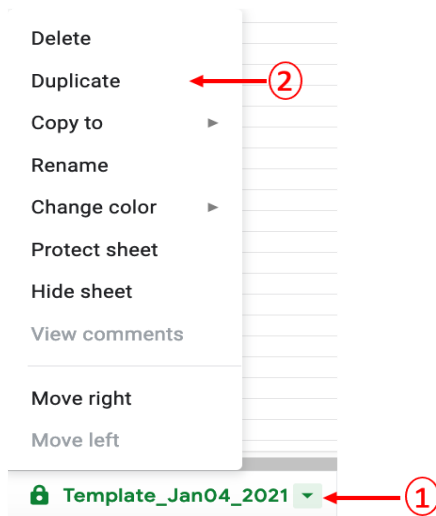 Delete
Duplicate
2
Copy to
Rename
Change color
Protect sheet
Hide sheet
View comments
Move right
Move left
Template_Jan04_2021
1